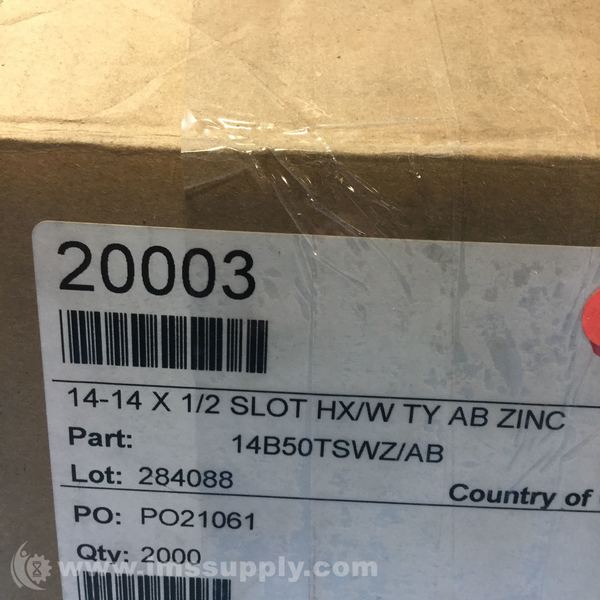 20003
14-14 X 1/2 SLOT HX/W TY AB ZINC
Part: 14B50TSWZ/AB
Lot: 284088
Country of
PO: PO21061
Qty: 2000
www.imssupply.com